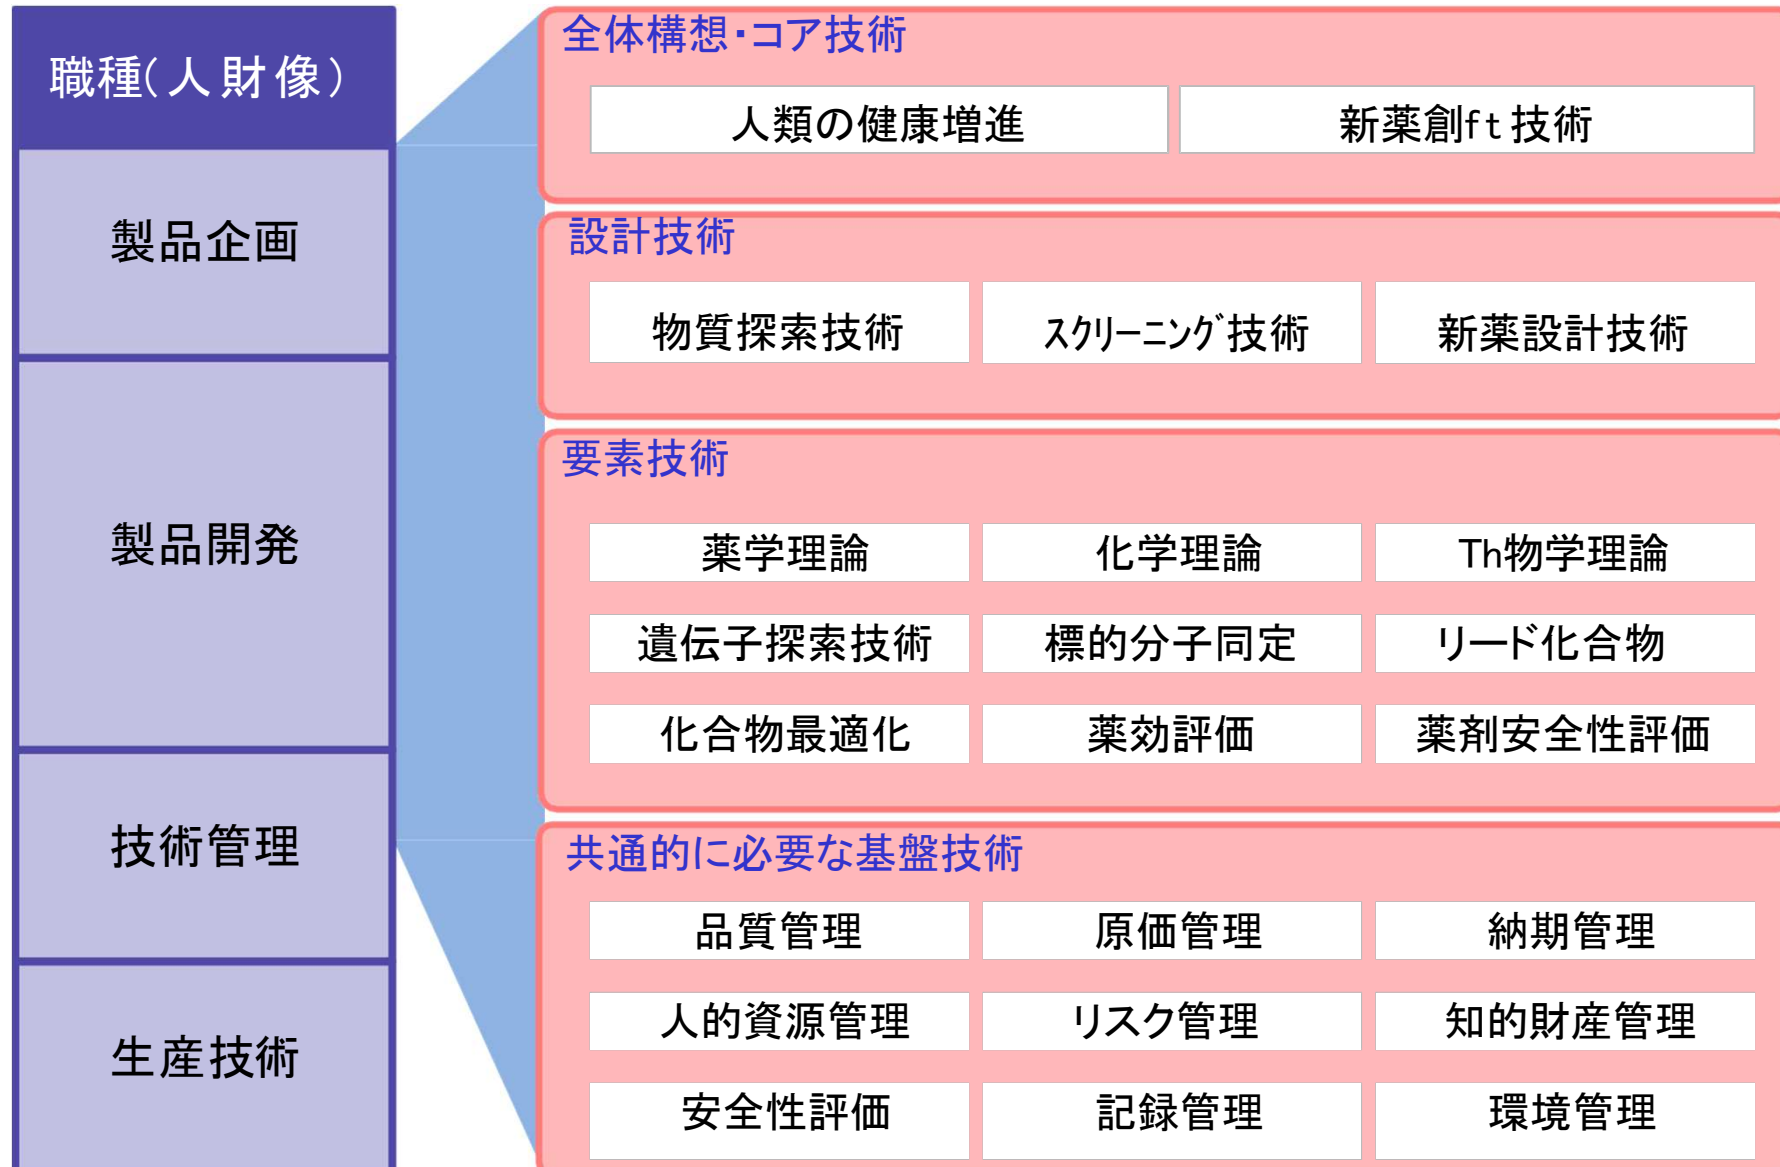 職種(人財像)
製品企画
製品開発
技術管理
生産技術
全体構想・コア技術
人類の健康増進
新薬創ft技術
設計技術
物質探索技術
スクリーニング技術
新薬設計技術
要素技術
薬学理論
化学理論
Th物学理論
遺伝子探索技術
標的分子同定
リード化合物
化合物最適化
薬効評価
薬剤安全性評価
共通的に必要な基盤技術
品質管理
原価管理
納期管理
人的資源管理
リスク管理
知的財産管理
安全性評価
記録管理
環境管理